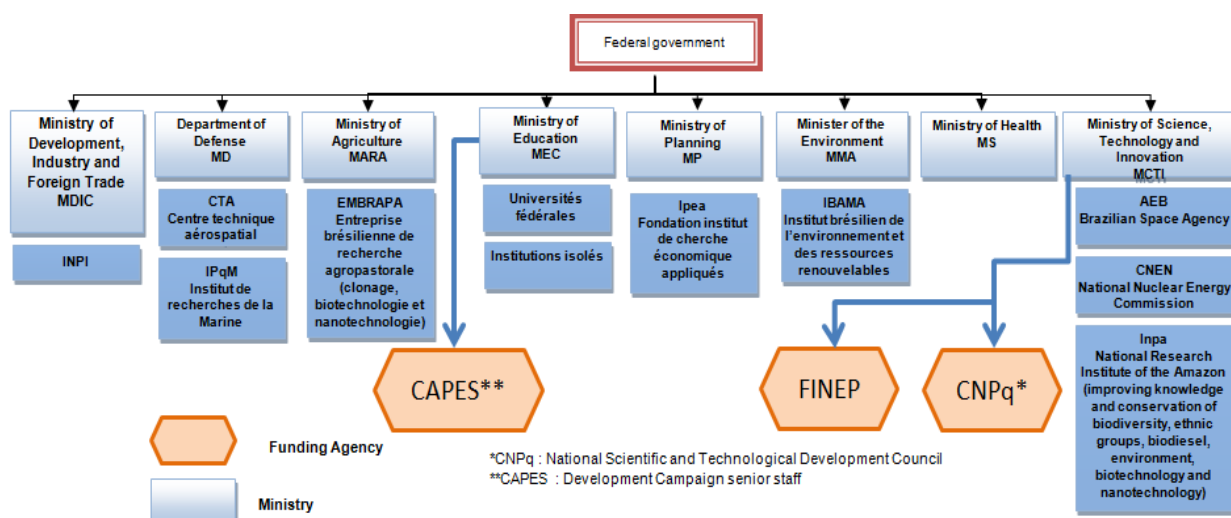 Federal government
Ministry of
Development,
Industry and
Foreign Trade
MDIC
INPI
Department of
Defense
MD
CTA
Centre technique
aérospatial
IPqM
Institut de
recherches de la
Marine
Ministry of
Agriculture
MARA
EMBRAPA
Entreprise
brésilienne de
recherche
agropastorale
(clonage,
biotechnologie et
nanotechnologie)
Ministry of
Education
MEC
Universités
fédérales
Institutions isolés
Ministry of
Planning
MP
Ipea
Fondation institut
de cherche
économique
appliqués
Minister of the
Environment
MMA
IBAMA
Institut brésilien de
l'environnement et
des ressources
renouvelables
Ministry of Health
MS
Ministry of Science,
Technology and
Innovation
MCTI
MCTI
AEB
Brazilian Space Agency
CNEN
National Nuclear Energy
Commission
Inpa
National Research
Institute of the Amazon
(improving knowledge
and conservation of
biodiversity, ethnic
groups, biodiesel,
environment,
biotechnology and
nanotechnology)
CAPES**
FINEP
CNPq*
Funding Agency
Ministry
*CNPq : National Scientific and Technological Development Council
**CAPES : Development Campaign senior staff